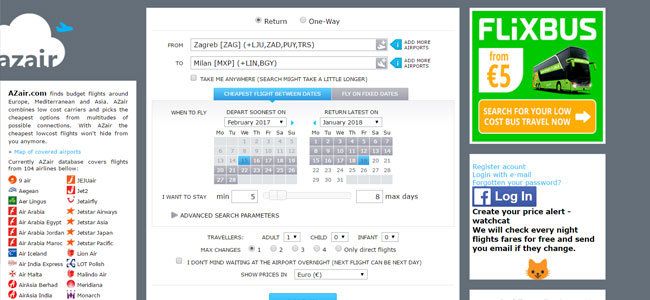 azair
AZair.com finds budget flights around
Europe, Mediterranean and Asia. AZair
combines low cost carriers and picks the
cheapest options from multitudes of
possible connections. With AZair the
cheapest lowcost flights won't hide from
you anymore.
» Map of covered airports
Currently AZair database covers flights
from 104 airlines bellow:
9 air JEJUair
Aegean Jet2
Aer Lingus Jetairfly
Air Arabia Jetstar Airways
Air Arabia Egypt Jetstar Asia
Air Arabia Jordan Jetstar Japan
Air Arabia Maroc Jetstar Pacific
Air Iceland Lion Air
Air India Express LOT Polish
Air Malta Malindo Air
AirAsia Berhad Meridiana
AirAsia India Monarch
Return One-Way
FROM Zagreb [ZAG] (+LJU,ZAD,PUY,TRS) i ADD MORE
AIRPORTS
TO Milan [MXP] (+LIN,BGY) i ADD MORE
AIRPORTS
TAKE ME ANYWHERE (SEARCH MIGHT TAKE A LITTLE LONGER)
CHEAPEST FLIGHT BETWEEN DATES FLY ON FIXED DATES
WHEN TO FLY DEPART SOONEST ON RETURN LATEST ON
February 2017 January 2018
Mo Tu We Th Fr Sa Su Mo Tu We Th Fr Sa Su
1 2 3 4 5 1 2 3 4 5 6 7
6 7 8 9 10 11 12 8 9 10 11 12 13 14
13 14 15 16 17 18 19 15 16 17 18 19 20 21
20 21 22 23 24 25 26 22 23 24 25 26 27 28
27 28 29 30 31
I WANT TO STAY min 5 8 max days
ADVANCED SEARCH PARAMETERS
TRAVELLERS: ADULT 1 CHILD 0 INFANT 0
MAX CHANGES 1 2 3 4 Only direct flights
I DON'T MIND WAITING AT THE AIRPORT OVERNIGHT (NEXT FLIGHT CAN BE NEXT DAY)
SHOW PRICES IN Euro (€)
FLiXBUS
from
€5
SEARCH FOR YOUR LOW
COST BUS TRAVEL NOW
Register acount
Login with e-mail
Forgotten your password?
f Log In
Create your price alert -
watchcat
We will check every night
flights fares for free and send
you email if they change.